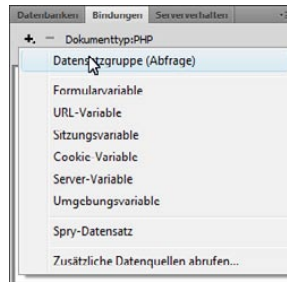 Datenbanken Bindungen Serververhalten
+. − Dokumenttyp:PHP
Datensatzgruppe (Abfrage)
Formularvariable
URL-Variable
Sitzungsvariable
Cookie-Variable
Server-Variable
Umgebungsvariable
Spry-Datensatz
Zusätzliche Datenquellen abrufen...